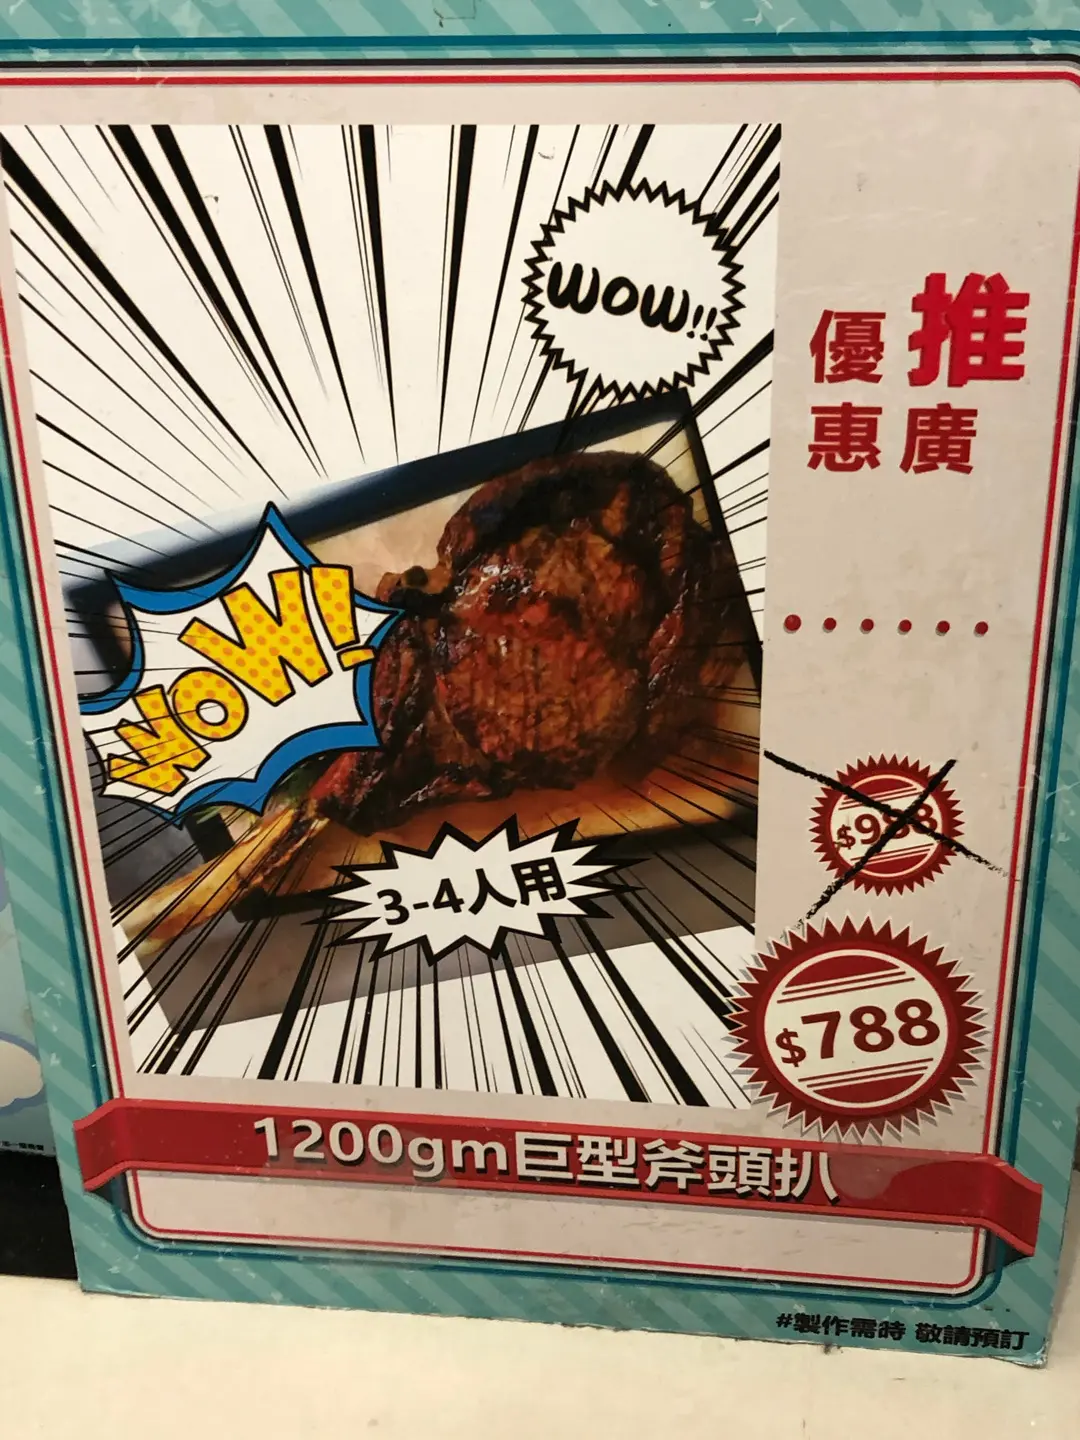 WOW!!
推廣
優惠
WOW!
3-4人用
$988
$788
1200gm巨型斧頭扒
#製作需時 敬請預訂